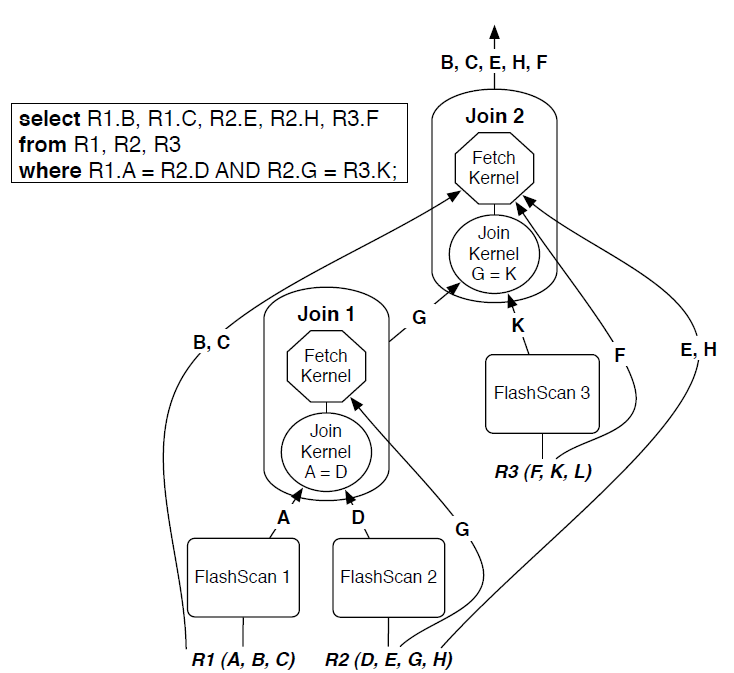 B, C, E, H, F
select R1.B, R1.C, R2.E, R2.H, R3.F
from R1, R2, R3
where R1.A = R2.D AND R2.G = R3.K;
Join 2
Fetch
Kernel
Join
Kernel
G = K
Join 1
G
K
B, C
F
E, H
Fetch
Kernel
FlashScan 3
Join
Kernel
A = D
R3 (F, K, L)
A
D
G
FlashScan 1
FlashScan 2
R1 (A, B, C)
R2 (D, E, G, H)